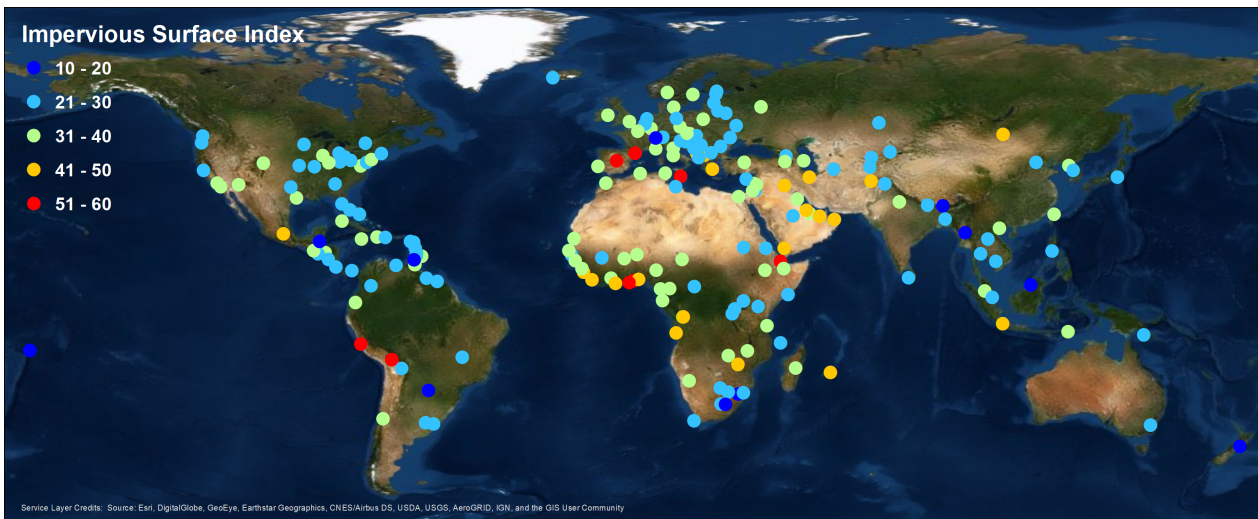 Impervious Surface Index
10 - 20
21 - 30
31 - 40
41 - 50
51 - 60
Service Layer Credits: Source: Esri, DigitalGlobe, GeoEye, Earthstar Geographics, CNES/Airbus DS, USDA, USGS, AeroGRID, IGN, and the GIS User Community